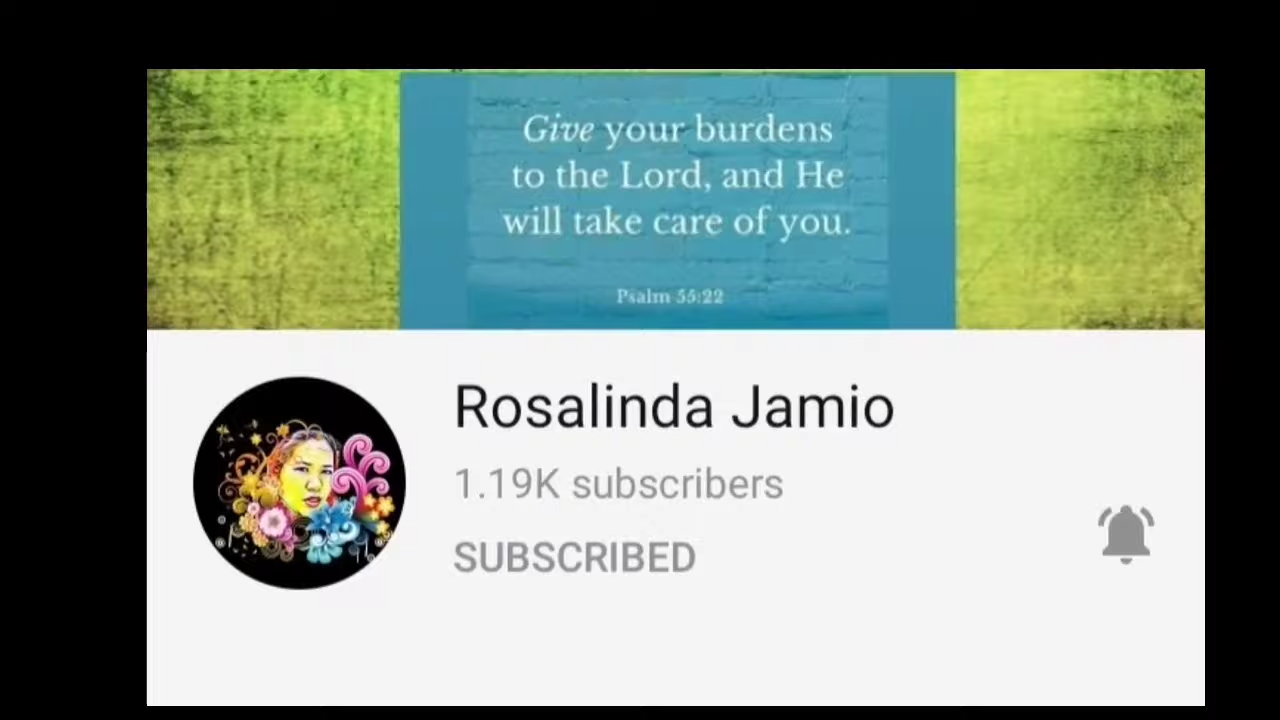 Give your burdens
to the Lord, and He
will take care of you.
Psalm 55:22
Rosalinda Jamio
1.19K subscribers
SUBSCRIBED